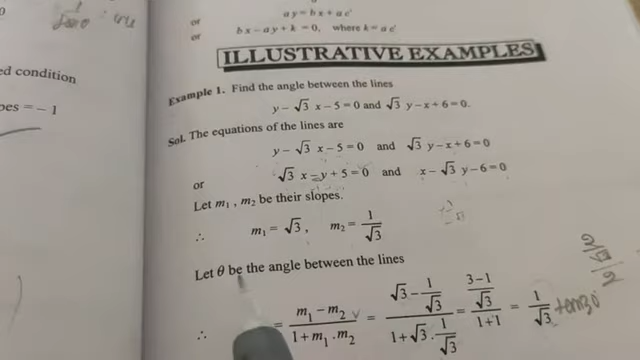 ay = bx + ac'
or
bx – ay + k = 0, where k = ac'
or
ILLUSTRATIVE EXAMPLES
ed condition
pes = – 1
Example 1. Find the angle between the lines
y – √3 x – 5 = 0 and √3 y – x + 6 = 0.
Sol. The equations of the lines are
y – √3 x – 5 = 0 and √3 y – x + 6 = 0
or √3 x – y + 5 = 0 and x – √3 y – 6 = 0
Let m₁, m₂ be their slopes.
∴ m₁ = √3, m₂ = 1/√3
Let θ be the angle between the lines
∴ = (m₁ – m₂)/(1 + m₁ . m₂) = (√3 – 1/√3)/(1 + √3 . 1/√3) = ((3 – 1)/√3)/(1 + 1) = 1/√3 = tan30